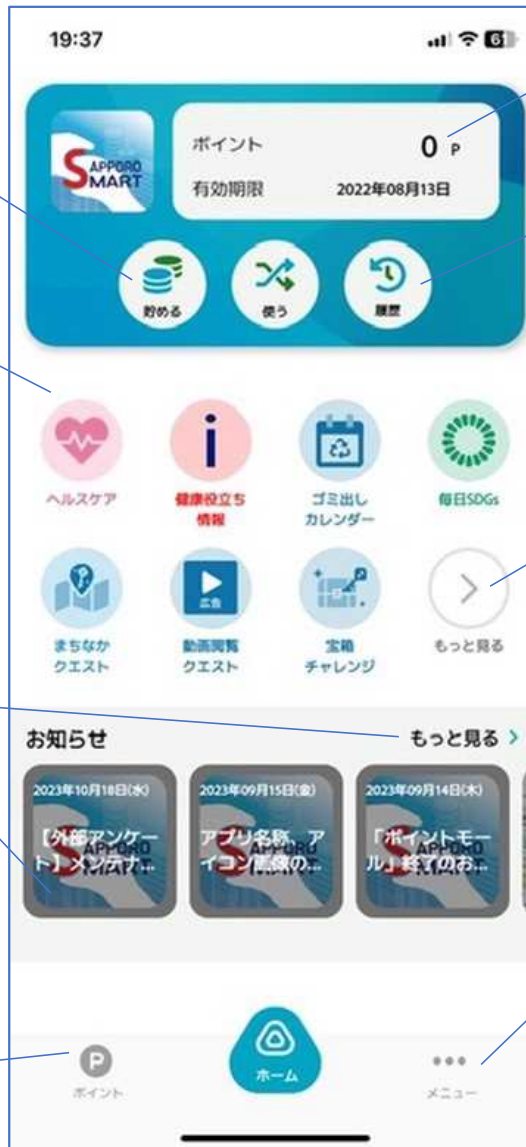 19:37
61
SAPPORO
SMART
ポイント 0 P
有効期限 2022年08月13日
貯める 使う 履歴
ヘルスケア
健康役立ち
情報
ゴミ出し
カレンダー
毎日SDGs
まちなか
クエスト
広告
動画閲覧
クエスト
宝箱
チャレンジ
もっと見る
お知らせ もっと見る
2023年10月18日(水)
【外部アンケー
ト】メンテナ...
2023年09月15日(金)
アプリ名称、ア
イコン画像の...
2023年09月14日(木)
「ポイントモー
ル」終了のお...
P
ポイント
ホーム
メニュー